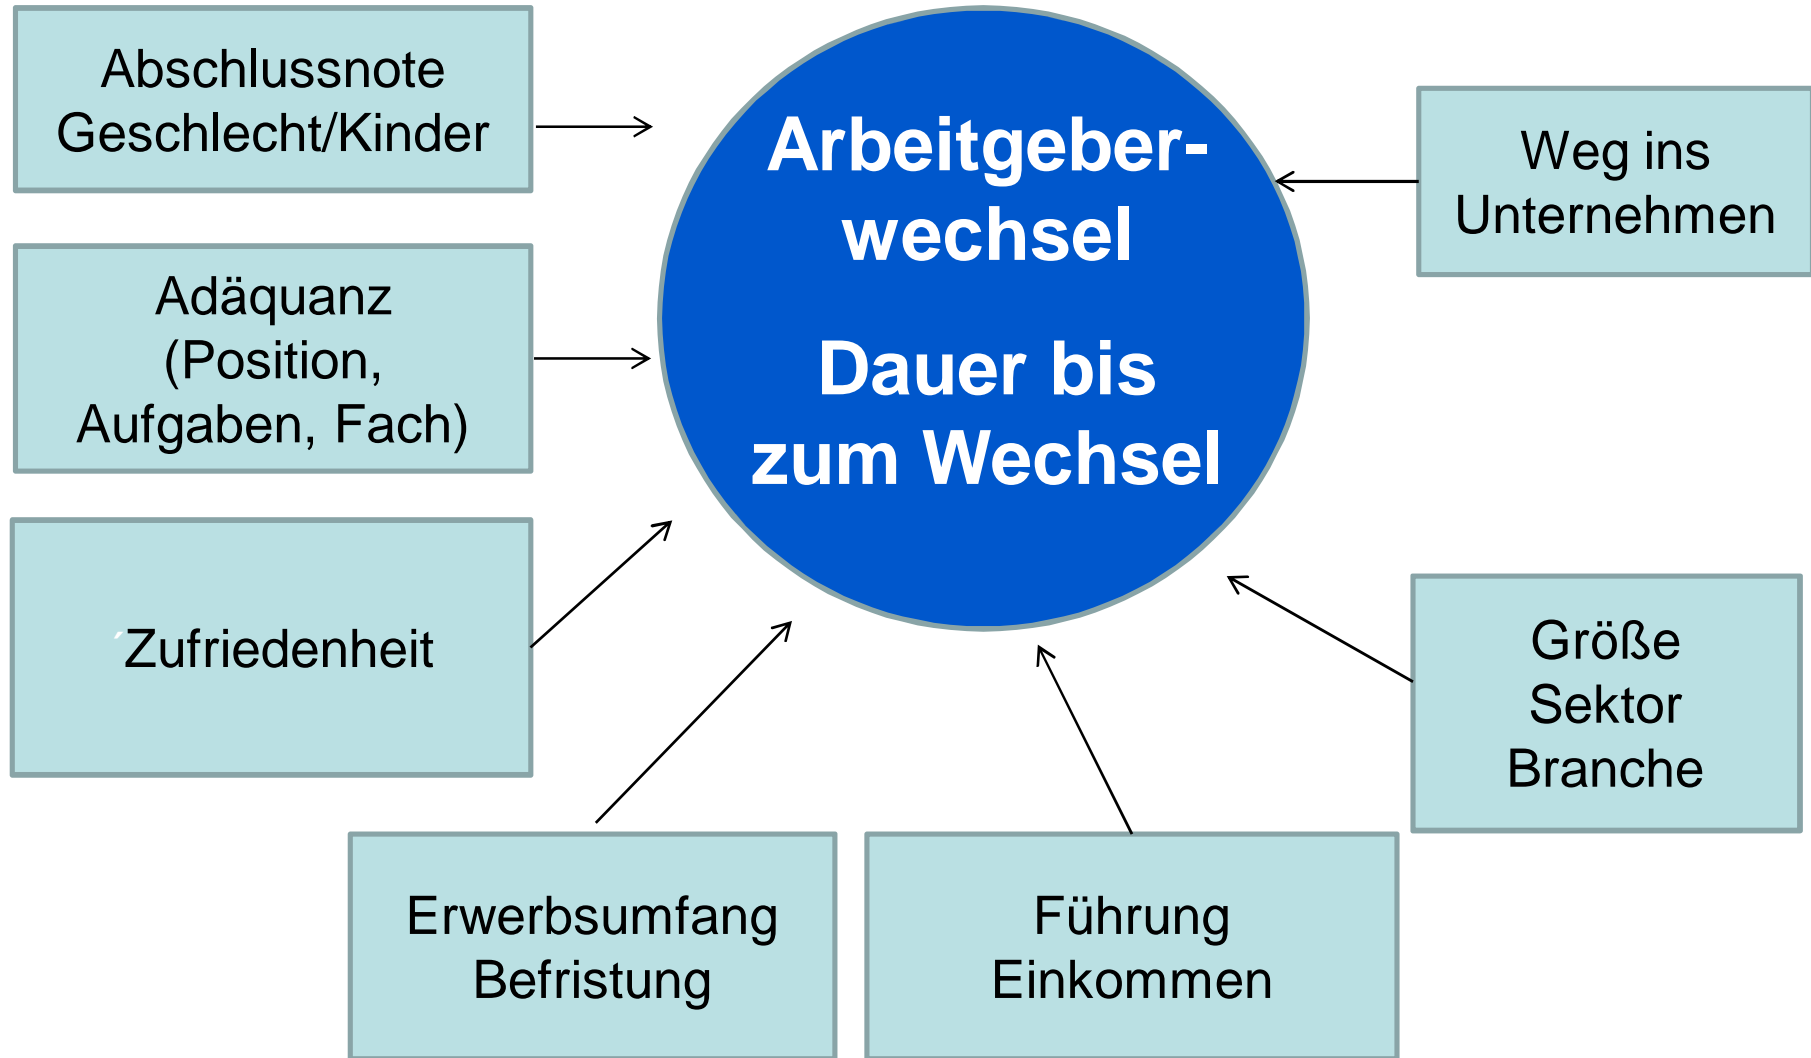 Abschlussnote
Geschlecht/Kinder
Adäquanz
(Position,
Aufgaben, Fach)
´Zufriedenheit
Erwerbsumfang
Befristung
Führung
Einkommen
Größe
Sektor
Branche
Weg ins
Unternehmen
Arbeitgeber-
wechsel
Dauer bis
zum Wechsel